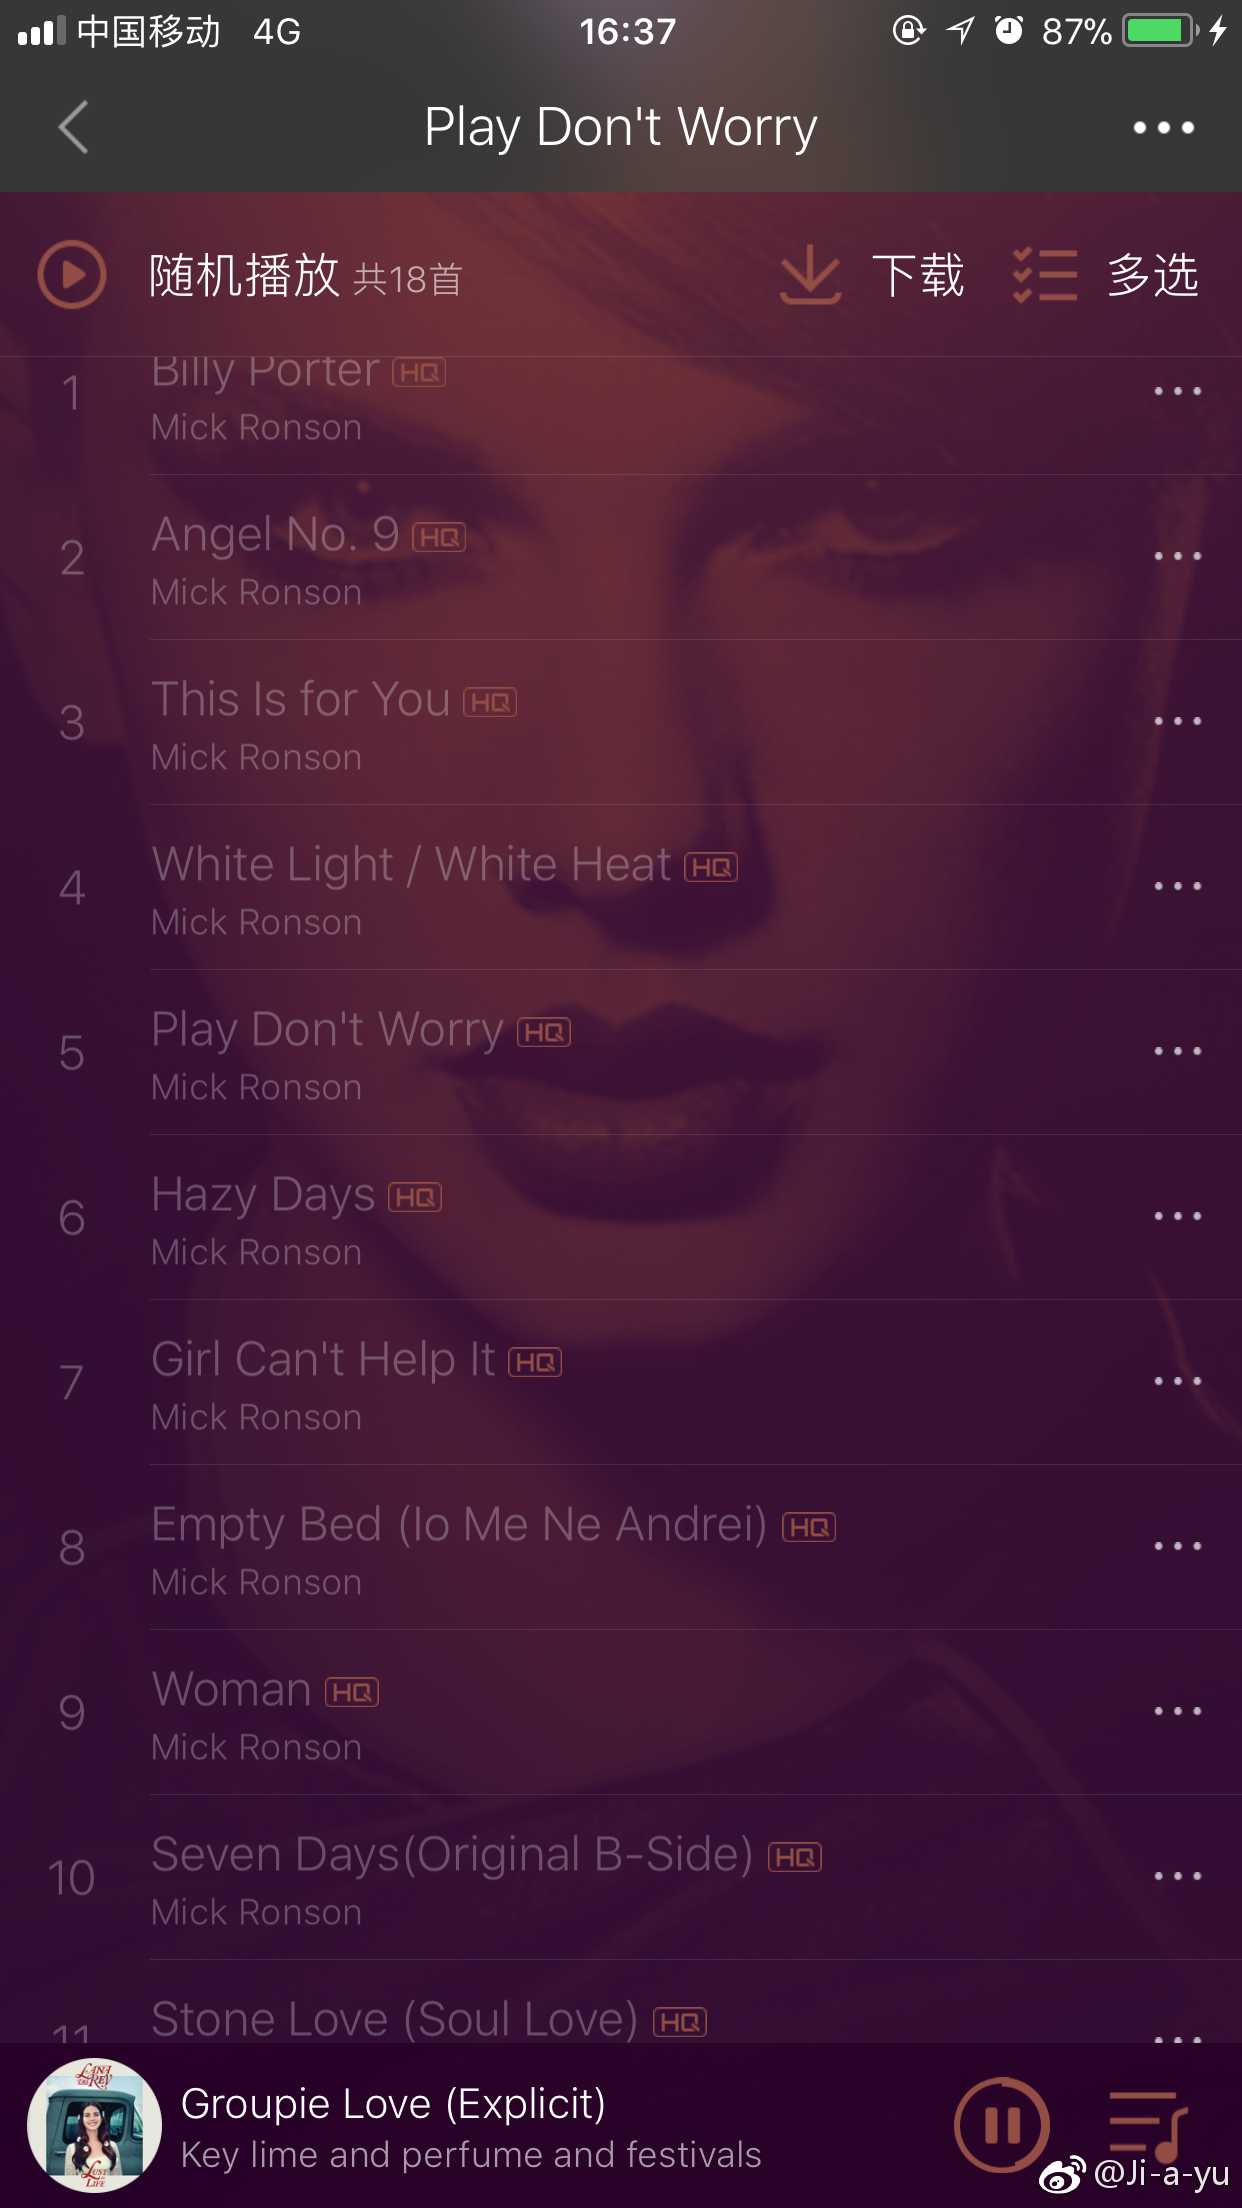 中国移动 4G 16:37 87%
Play Don't Worry
随机播放 共18首 下载 多选
1 Billy Porter HQ
Mick Ronson
2 Angel No. 9 HQ
Mick Ronson
3 This Is for You HQ
Mick Ronson
4 White Light / White Heat HQ
Mick Ronson
5 Play Don't Worry HQ
Mick Ronson
6 Hazy Days HQ
Mick Ronson
7 Girl Can't Help It HQ
Mick Ronson
8 Empty Bed (Io Me Ne Andrei) HQ
Mick Ronson
9 Woman HQ
Mick Ronson
10 Seven Days(Original B-Side) HQ
Mick Ronson
11 Stone Love (Soul Love) HQ
LANA
DEL REY
LUST
LIFE
Groupie Love (Explicit)
Key lime and perfume and festivals
@Ji-a-yu